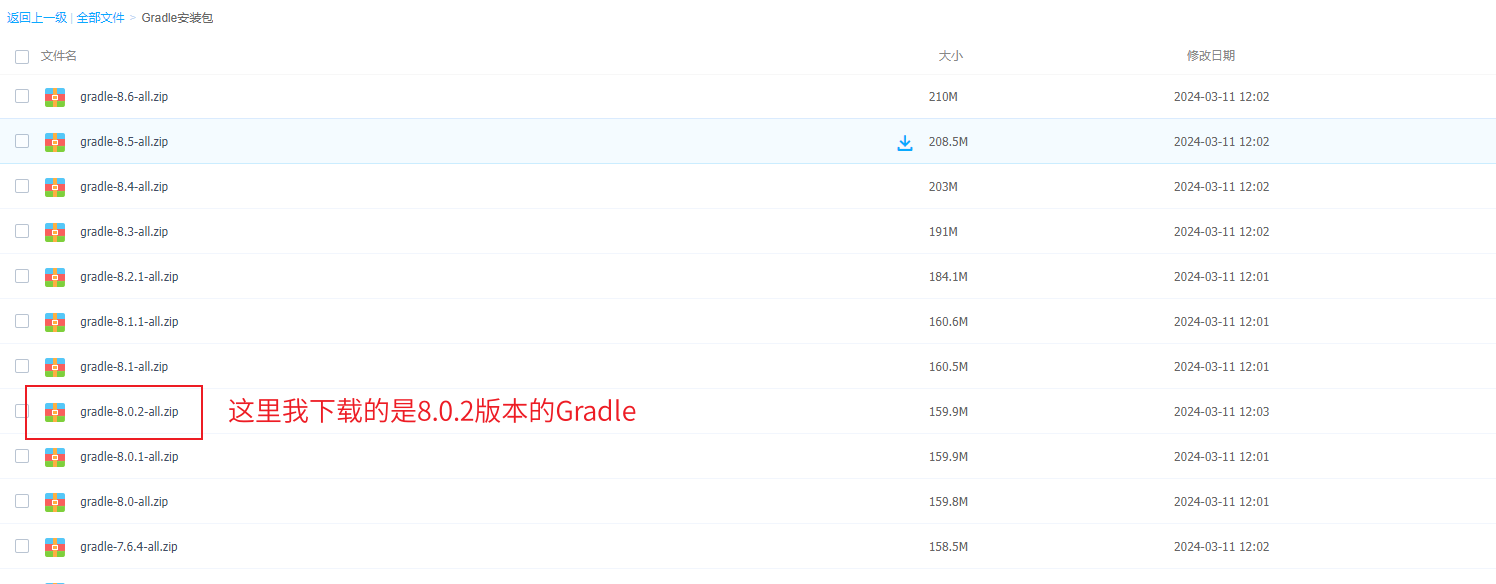 返回上一级 | 全部文件 > Gradle安装包
文件名 大小 修改日期
gradle-8.6-all.zip 210M 2024-03-11 12:02
gradle-8.5-all.zip 208.5M 2024-03-11 12:02
gradle-8.4-all.zip 203M 2024-03-11 12:02
gradle-8.3-all.zip 191M 2024-03-11 12:02
gradle-8.2.1-all.zip 184.1M 2024-03-11 12:01
gradle-8.1.1-all.zip 160.6M 2024-03-11 12:01
gradle-8.1-all.zip 160.5M 2024-03-11 12:01
gradle-8.0.2-all.zip 这里我下载的是8.0.2版本的Gradle 159.9M 2024-03-11 12:03
gradle-8.0.1-all.zip 159.9M 2024-03-11 12:01
gradle-8.0-all.zip 159.8M 2024-03-11 12:01
gradle-7.6.4-all.zip 158.5M 2024-03-11 12:02